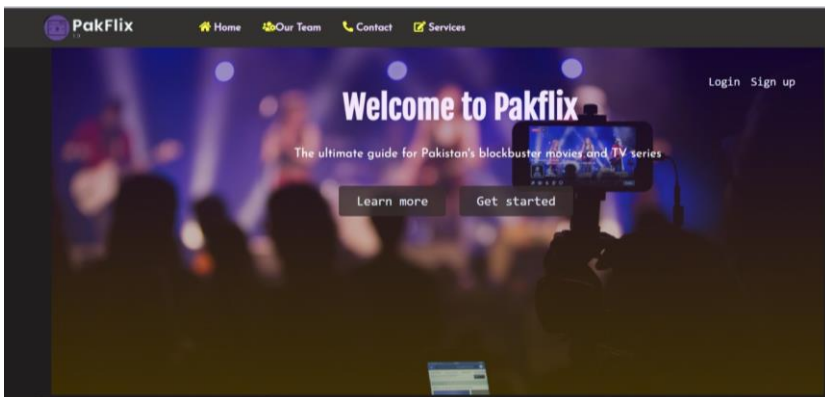 PakFlix
Home Our Team Contact Services
Login Sign up
Welcome to Pakflix
The ultimate guide for Pakistan's blockbuster movies and TV series
Learn more Get started